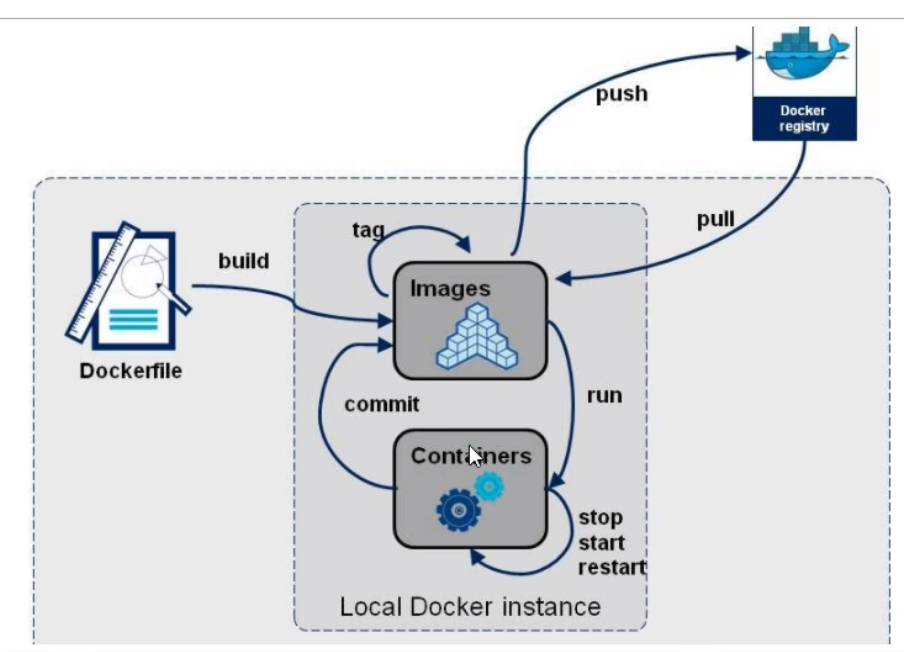 push
Docker
registry
pull
tag
build
Images
Dockerfile
commit
run
Containers
stop
start
restart
Local Docker instance